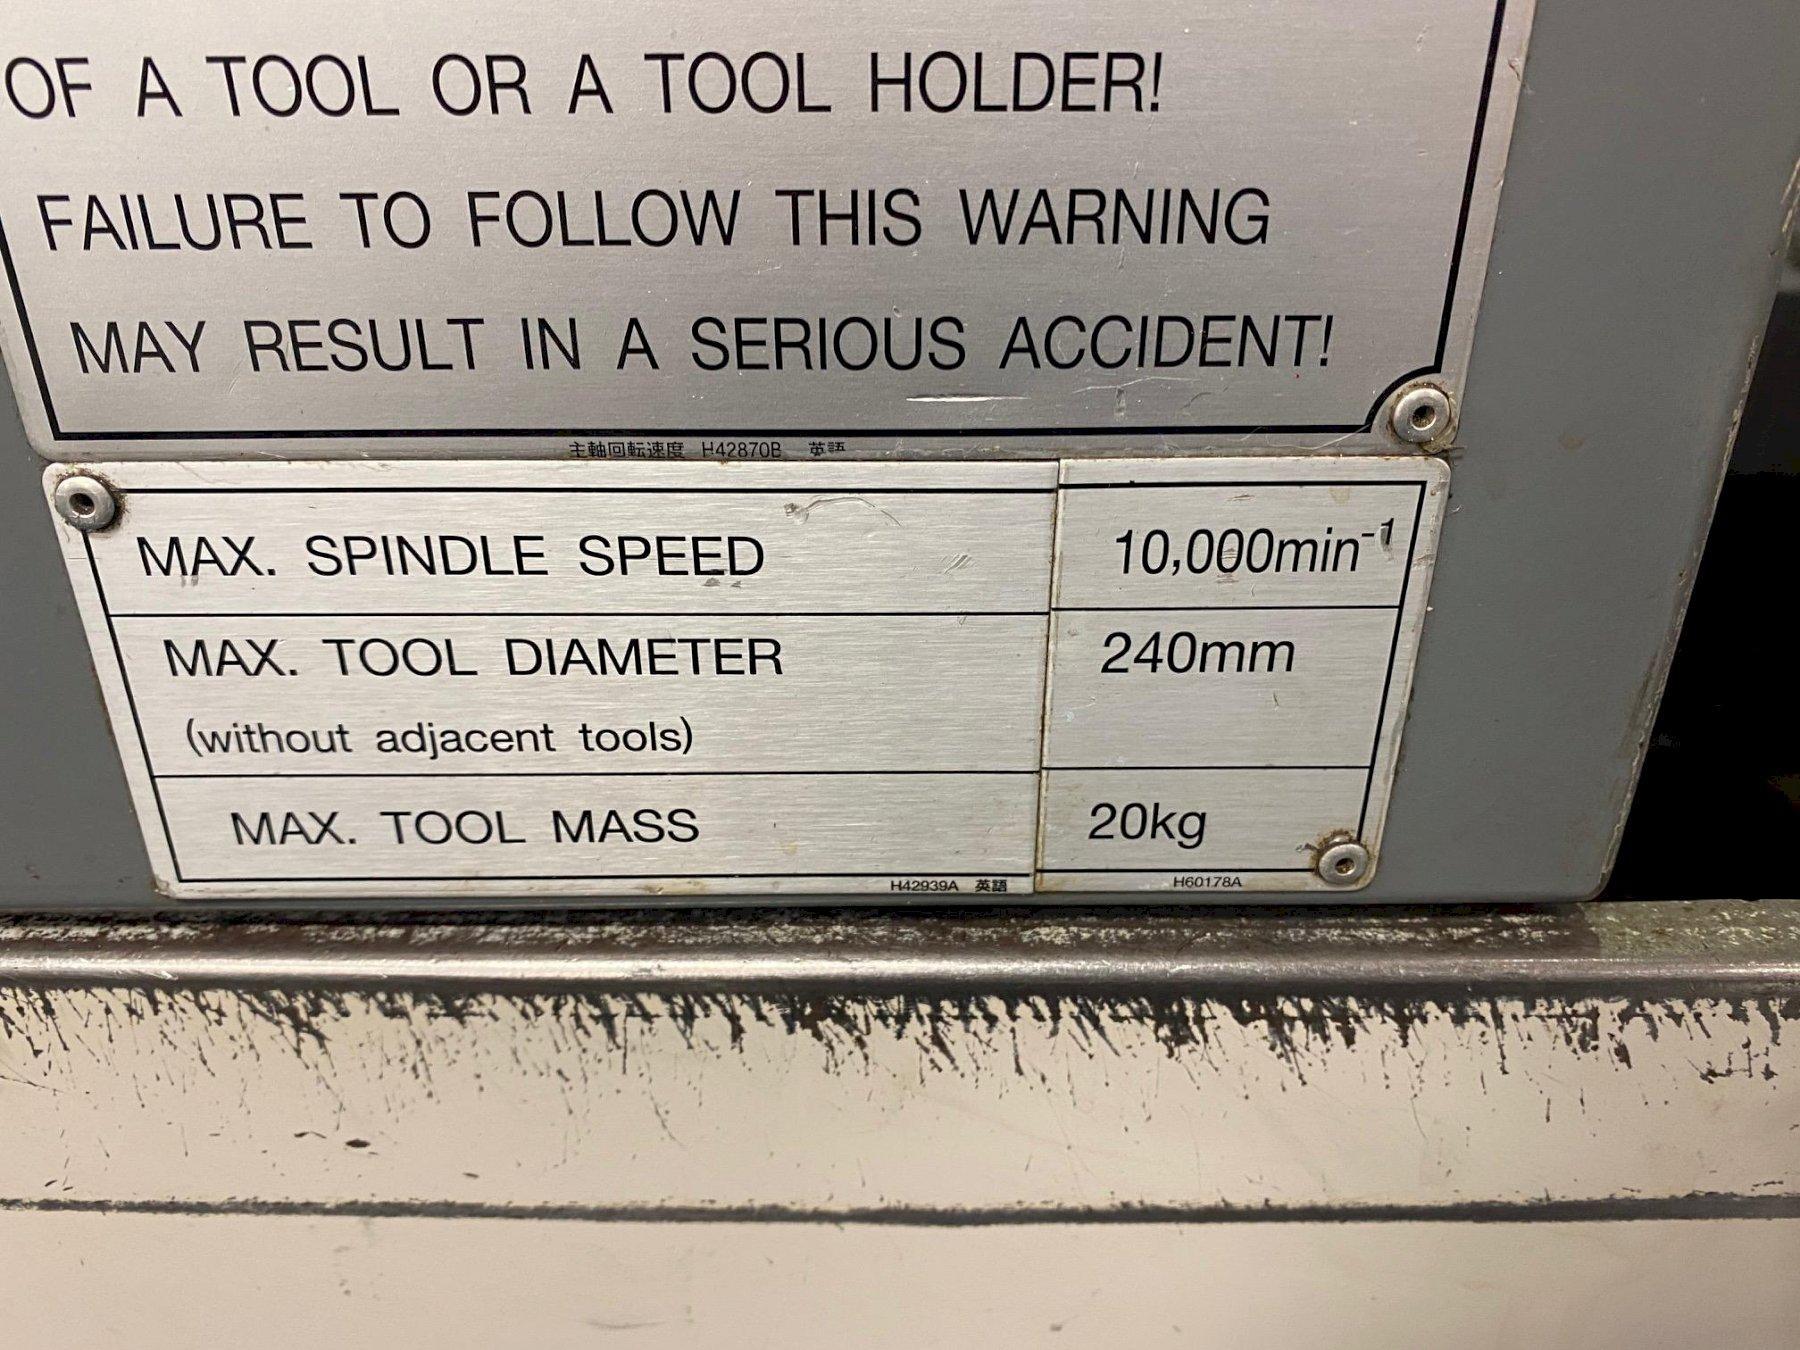 OF A TOOL OR A TOOL HOLDER!
FAILURE TO FOLLOW THIS WARNING
MAY RESULT IN A SERIOUS ACCIDENT!
主軸回転速度 H42870B 英語
MAX. SPINDLE SPEED 10,000min⁻¹
MAX. TOOL DIAMETER 240mm
(without adjacent tools)
MAX. TOOL MASS 20kg
H42939A 英語 H60178A